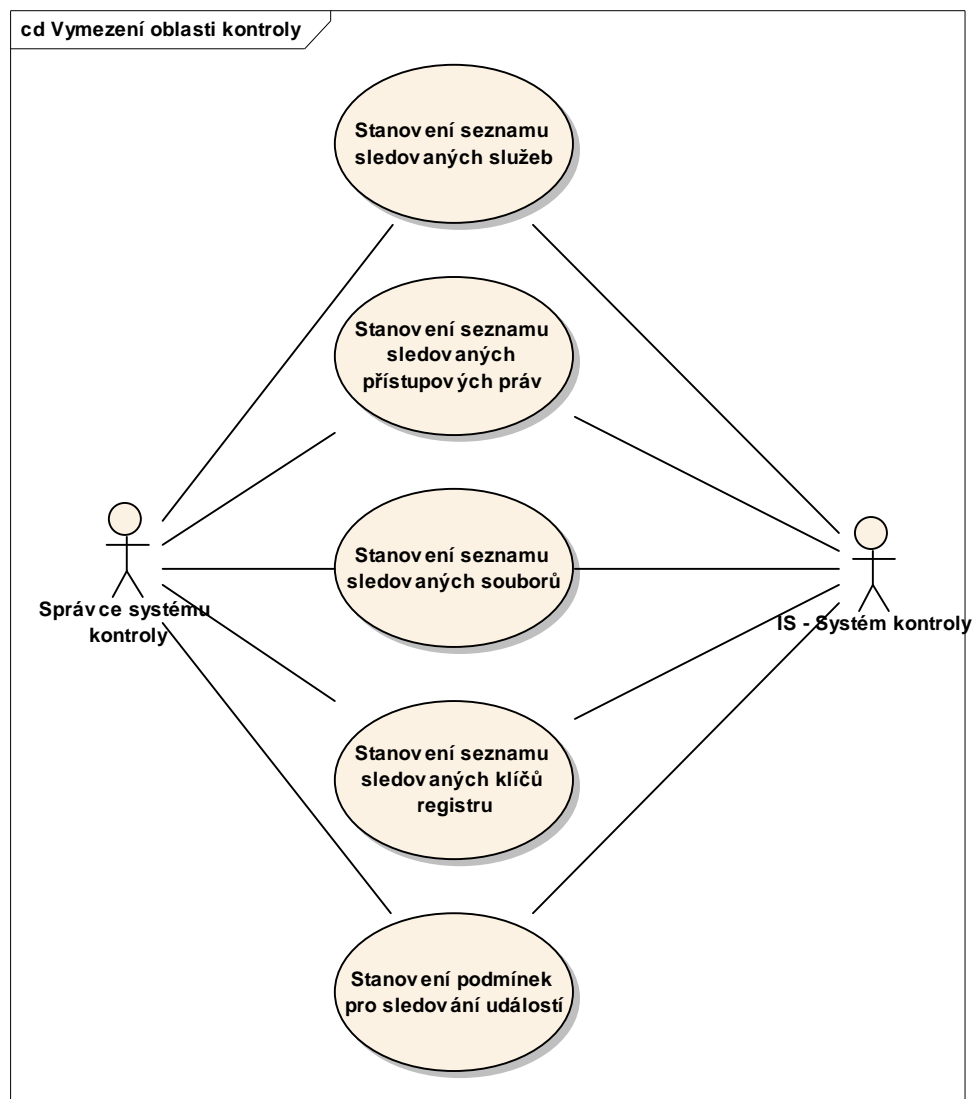 cd Vymezení oblasti kontroly
Stanovení seznamu
sledovaných služeb
Stanovení seznamu
sledovaných
přístupových práv
Stanovení seznamu
sledovaných souborů
Správce systému
kontroly
IS - Systém kontroly
Stanovení seznamu
sledovaných klíčů
registru
Stanovení podmínek
pro sledování událostí